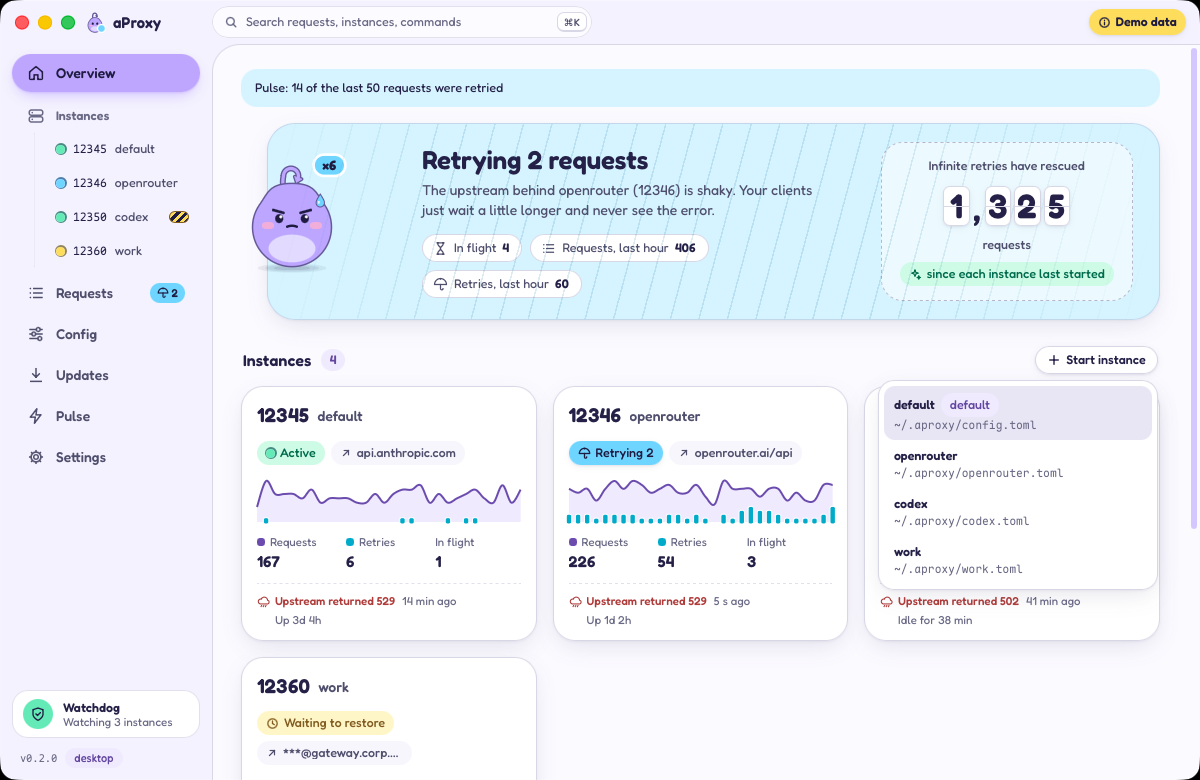 aProxy
Search requests, instances, commands
⌘K
Demo data
Overview
Instances
12345 default
12346 openrouter
12350 codex
12360 work
Requests
2
Config
Updates
Pulse
Settings
Watchdog
Watching 3 instances
v0.2.0 desktop
Pulse: 14 of the last 50 requests were retried
×6
Retrying 2 requests
The upstream behind openrouter (12346) is shaky. Your clients
just wait a little longer and never see the error.
In flight 4
Requests, last hour 406
Retries, last hour 60
Infinite retries have rescued
1,325
requests
since each instance last started
Instances 4
Start instance
12345 default
Active
api.anthropic.com
Requests Retries In flight
167 6 1
Upstream returned 529 14 min ago
Up 3d 4h
12346 openrouter
Retrying 2
openrouter.ai/api
Requests Retries In flight
226 54 3
Upstream returned 529 5 s ago
Up 1d 2h
default default
~/.aproxy/config.toml
openrouter
~/.aproxy/openrouter.toml
codex
~/.aproxy/codex.toml
work
~/.aproxy/work.toml
Upstream returned 502 41 min ago
Idle for 38 min
12360 work
Waiting to restore
***@gateway.corp....